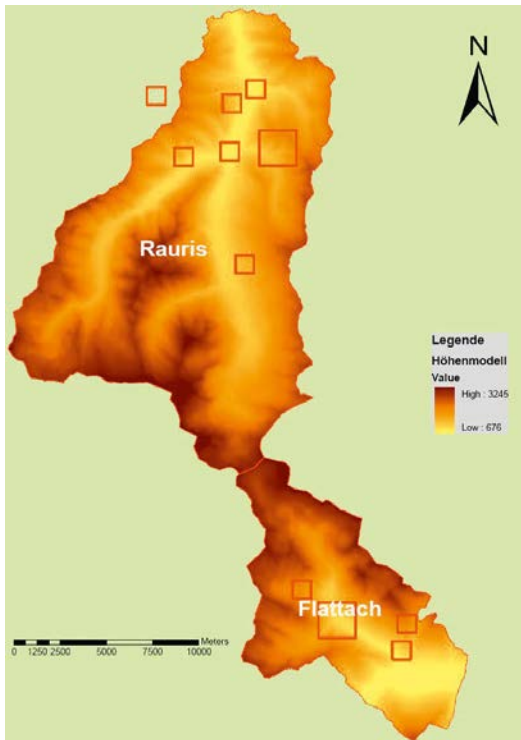 N
Rauris
Legende
Höhenmodell
Value
High : 3245
Low : 676
Flattach
Meters
0 1250 2500 5000 7500 10000